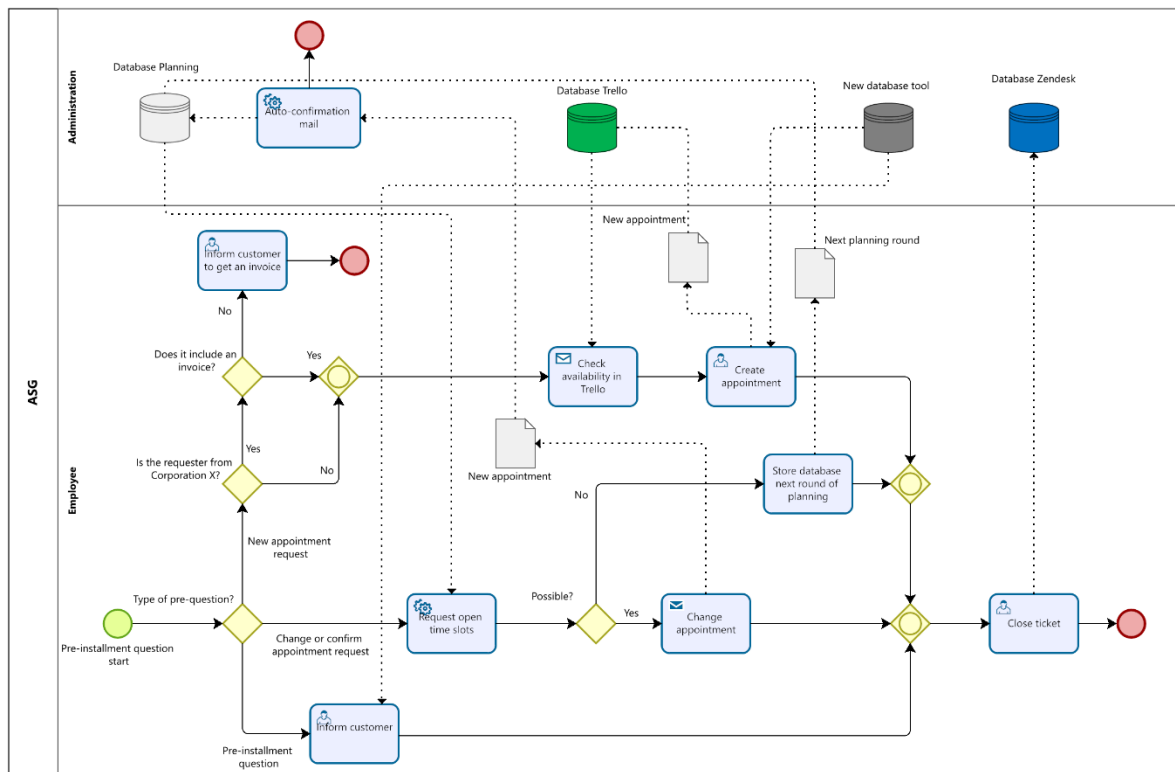 ASG
Administration
Database Planning
Auto-confirmation
mail
Database Trello
New database tool
Database Zendesk
Employee
Inform customer
to get an invoice
New appointment
Next planning round
No
Does it include an
invoice?
Yes
Check
availability in
Trello
Create
appointment
Yes
Is the requester from
Corporation X?
No
New appointment
No
Store database
next round of
planning
New appointment
request
Type of pre-question?
Pre-installment question
start
Change or confirm
appointment request
Request open
time slots
Possible?
Yes
Change
appointment
Close ticket
Pre-installment
question
Inform customer